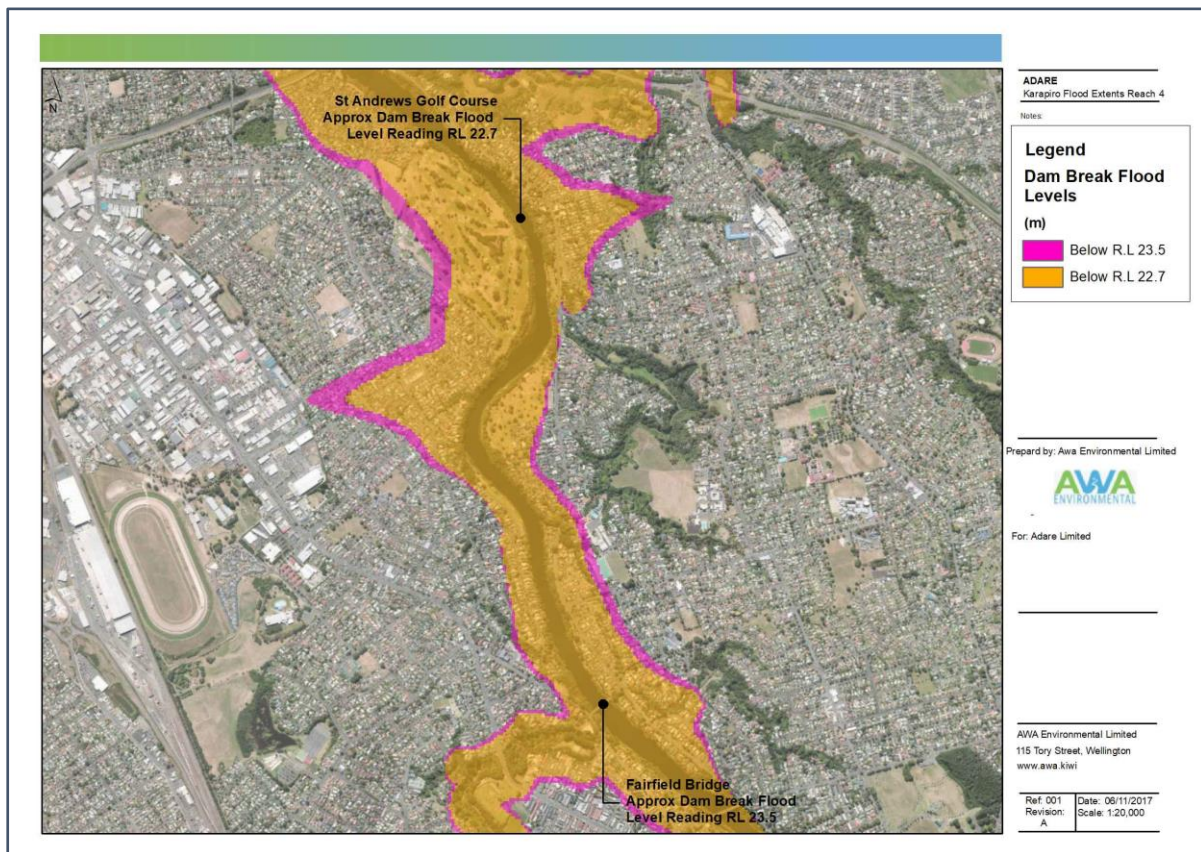 N
St Andrews Golf Course
Approx Dam Break Flood
Level Reading RL 22.7
Fairfield Bridge
Approx Dam Break Flood
Level Reading RL 23.5
ADARE
Karapiro Flood Extents Reach 4
Notes:
Legend
Dam Break Flood
Levels
(m)
Below R.L 23.5
Below R.L 22.7
Prepard by: Awa Environmental Limited
AWA
ENVIRONMENTAL
-
For: Adare Limited
AWA Environmental Limited
115 Tory Street, Wellington
www.awa.kiwi
Ref: 001
Revision:
A
Date: 06/11/2017
Scale: 1:20,000